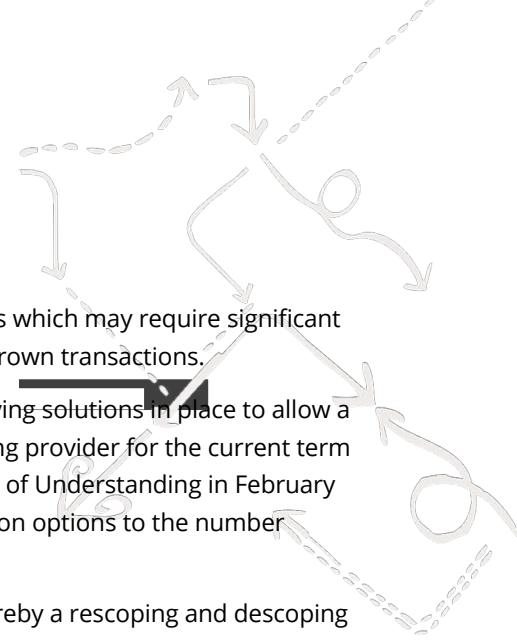 s which may require significant
rown transactions.
ving solutions in place to allow a
ng provider for the current term
of Understanding in February
on options to the number
reby a rescoping and descoping